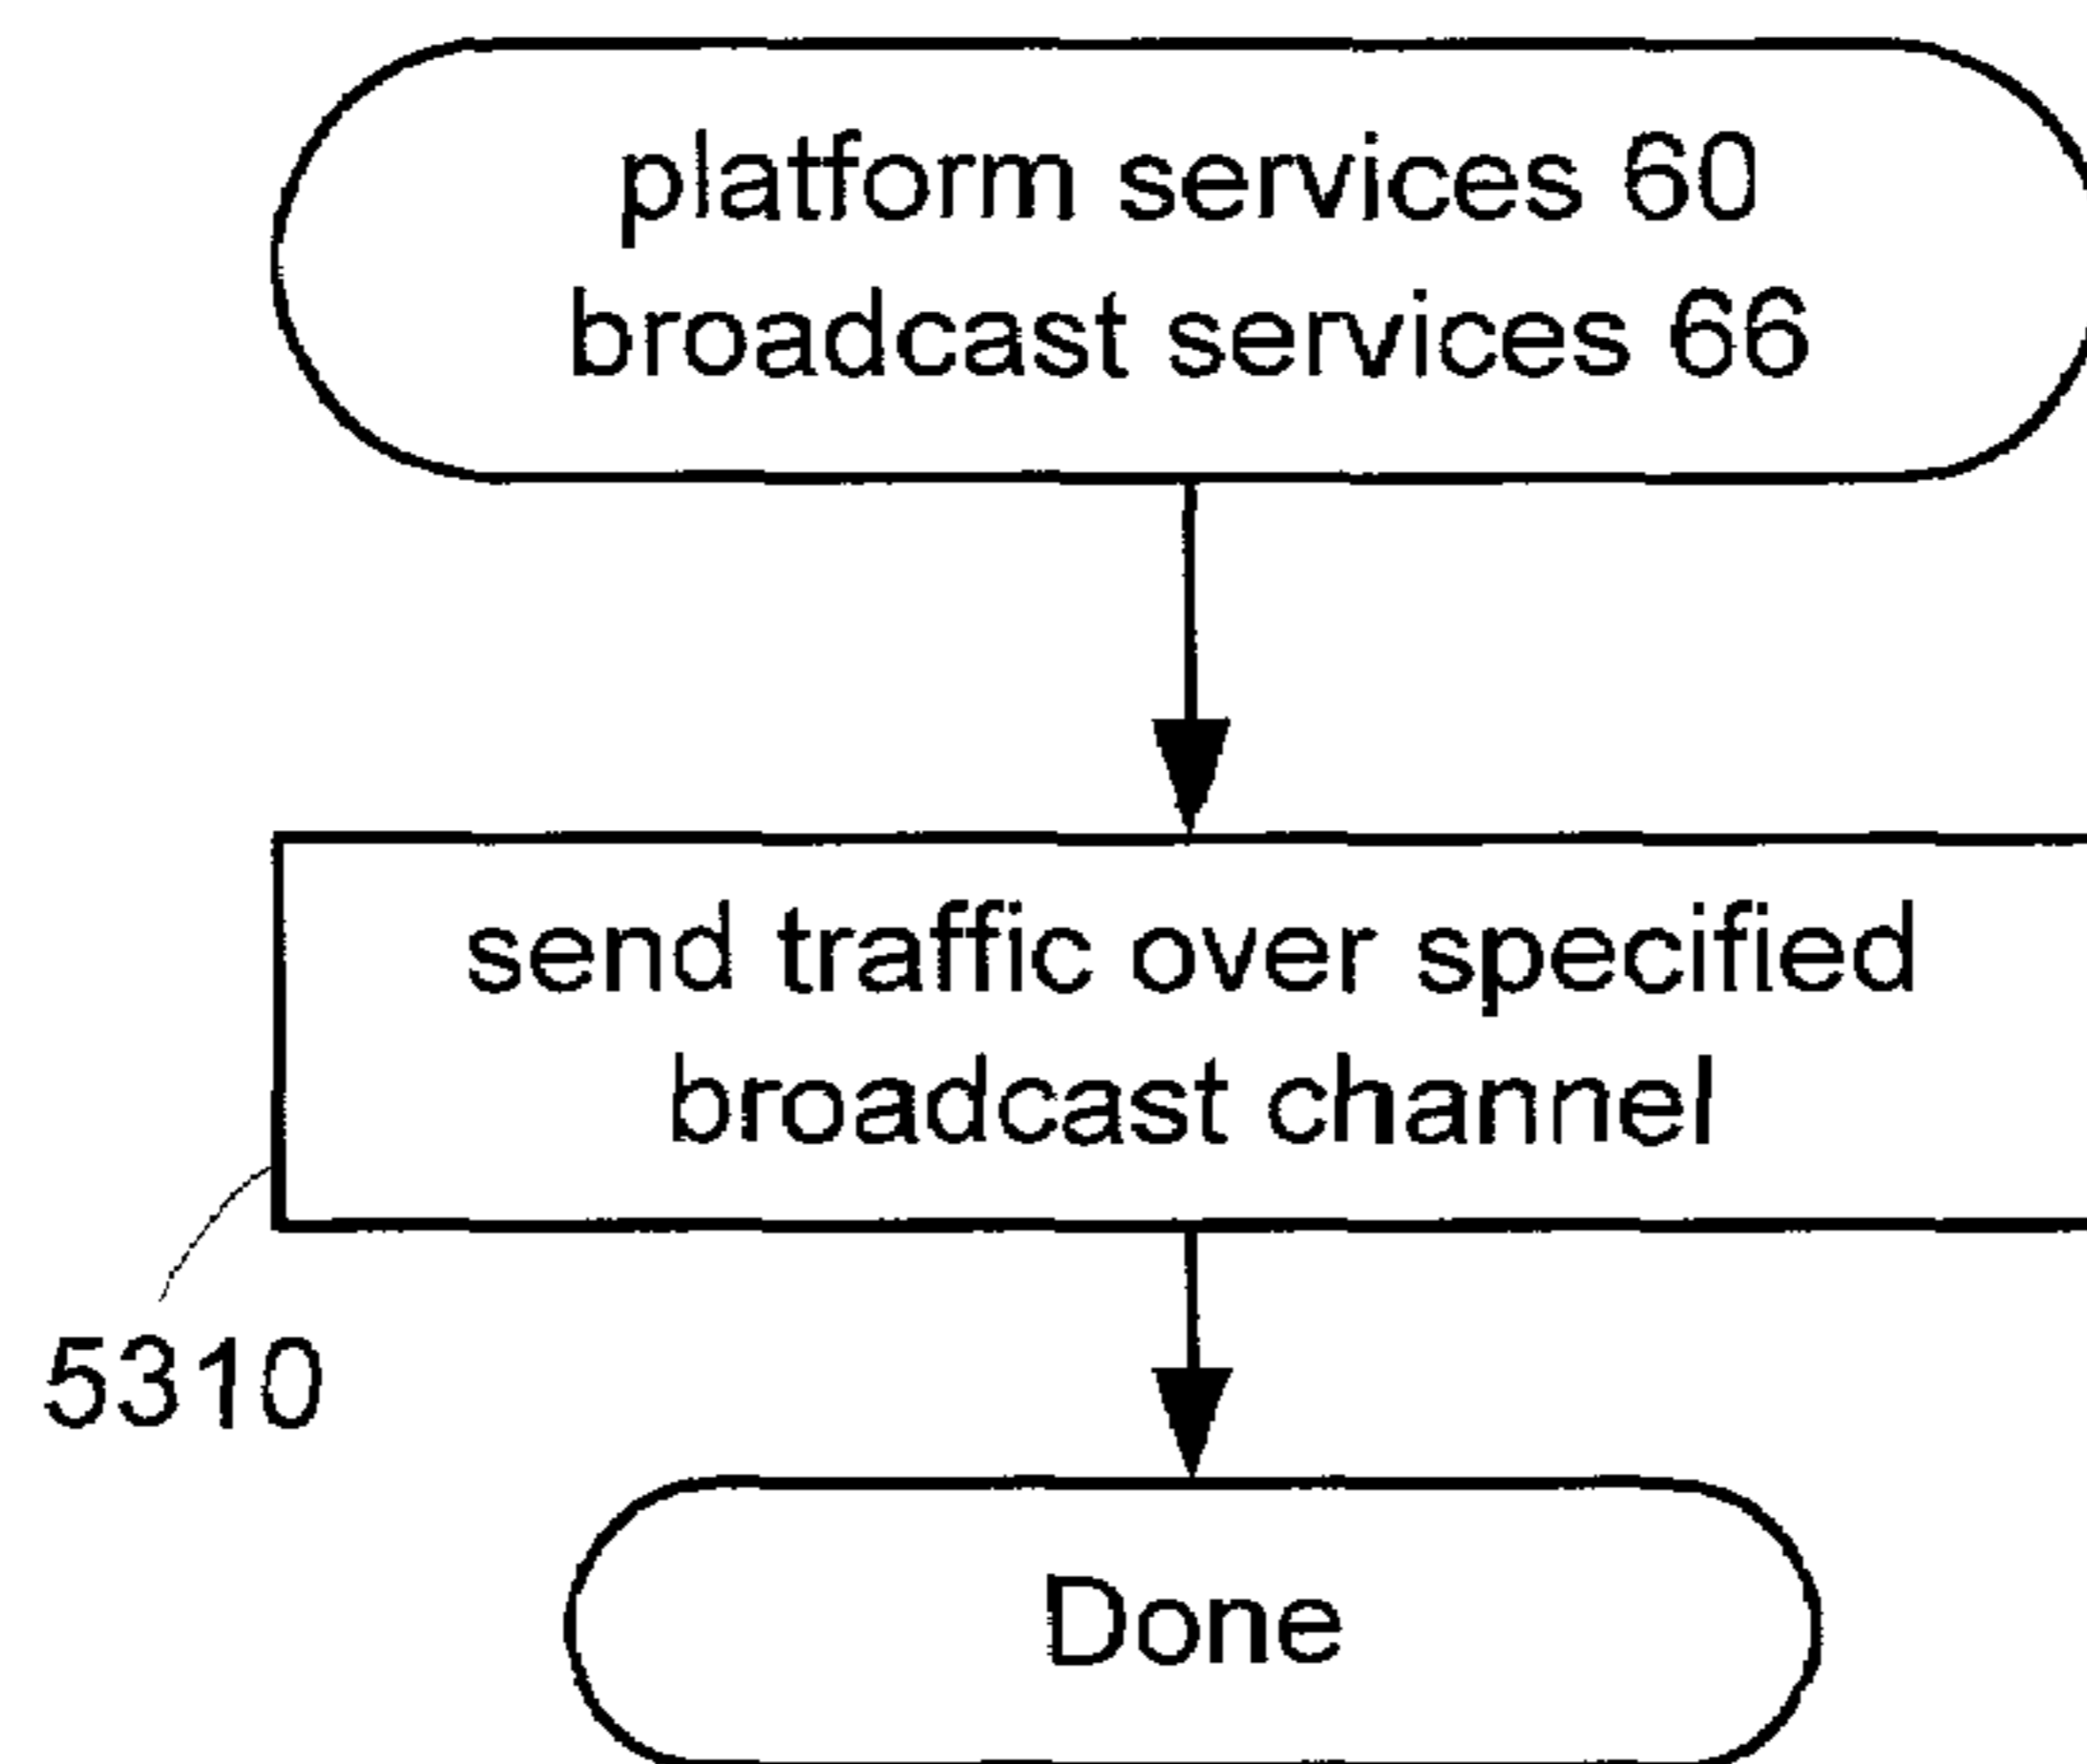 platform services 60
broadcast services 66
send traffic over specified
broadcast channel
5310
Done